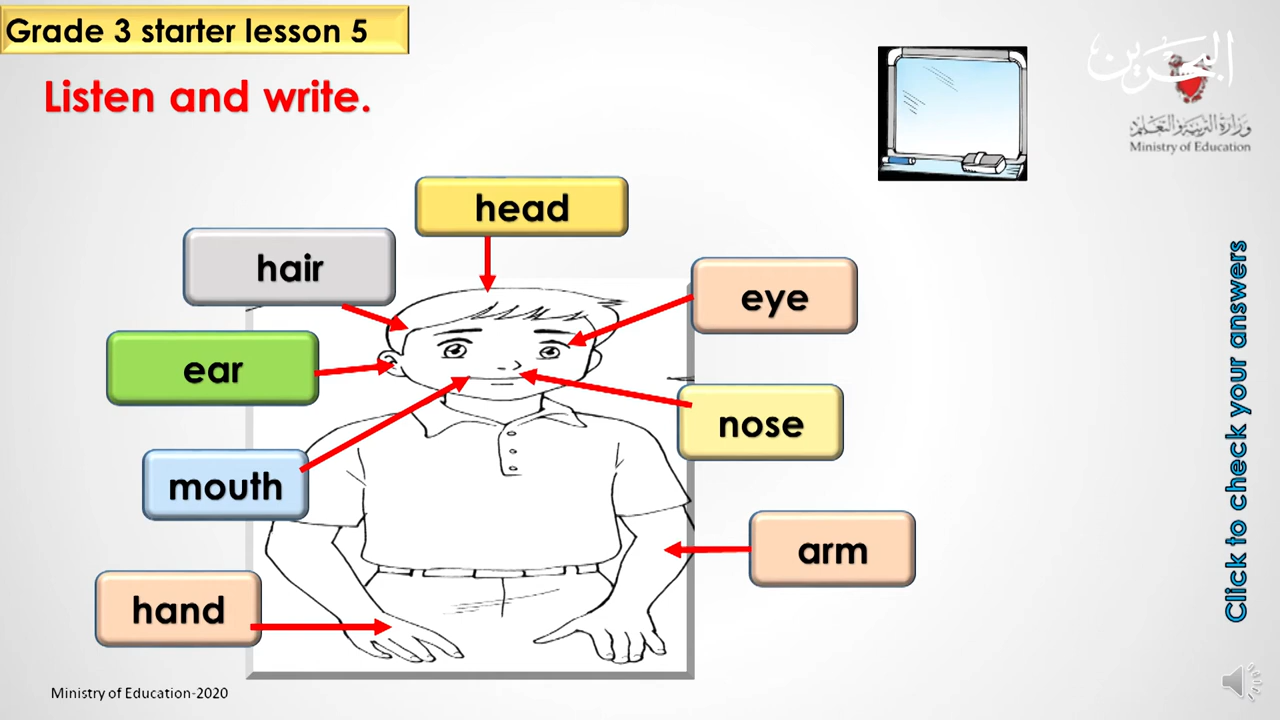 Grade 3 starter lesson 5
Listen and write.
البحرين
وزارة التربية والتعليم
Ministry of Education
head
hair
eye
ear
nose
mouth
arm
hand
Click to check your answers
Ministry of Education-2020